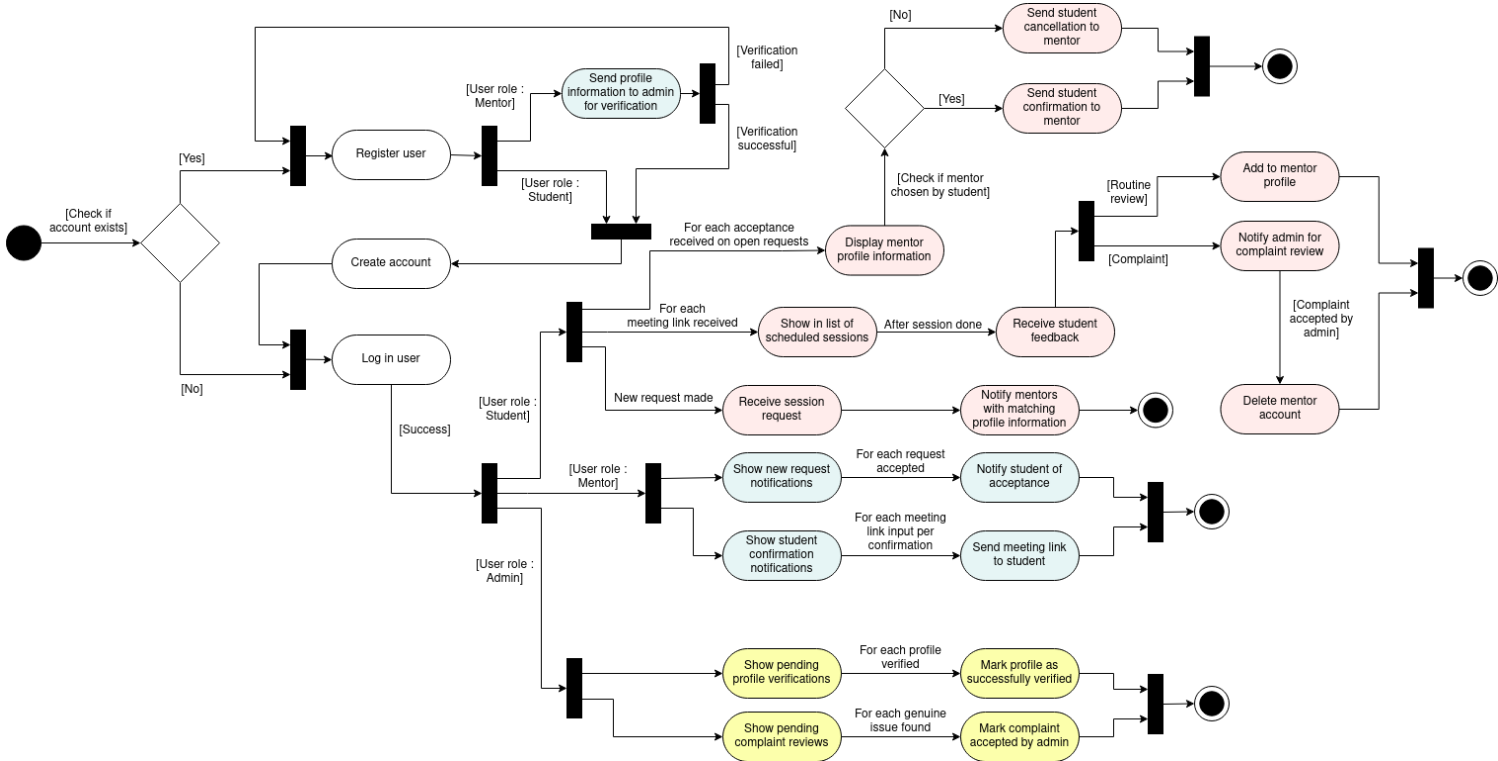 [No]
Send student
cancellation to
mentor
[Verification
failed]
Send profile
information to admin
for verification
[User role :
Mentor]
[Yes]
Send student
confirmation to
mentor
[Verification
successful]
[Yes]
Register user
[User role :
Student]
[Check if mentor
chosen by student]
[Routine
review]
Add to mentor
profile
[Check if
account exists]
For each acceptance
received on open requests
Display mentor
profile information
Notify admin for
complaint review
[Complaint]
Create account
For each
meeting link received
Show in list of
scheduled sessions
After session done
Receive student
feedback
[Complaint
accepted by
admin]
Log in user
[No]
[User role :
Student]
New request made
Receive session
request
Notify mentors
with matching
profile information
Delete mentor
account
[Success]
[User role :
Mentor]
Show new request
notifications
For each request
accepted
Notify student of
acceptance
Show student
confirmation
notifications
For each meeting
link input per
confirmation
Send meeting link
to student
[User role :
Admin]
Show pending
profile verifications
For each profile
verified
Mark profile as
successfully verified
Show pending
complaint reviews
For each genuine
issue found
Mark complaint
accepted by admin